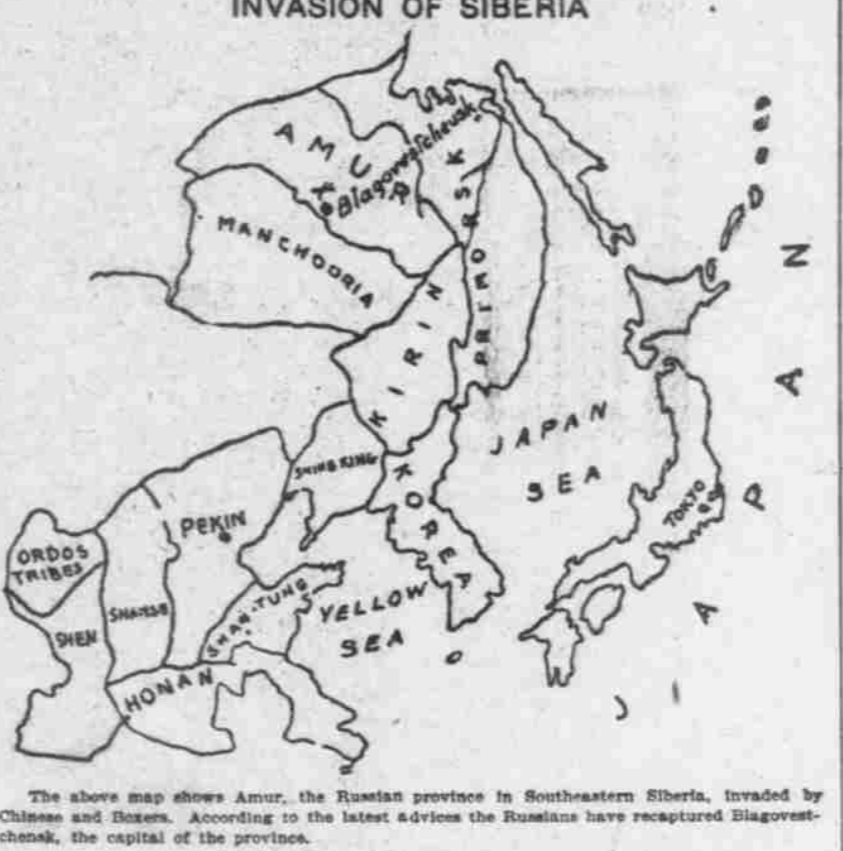 INVASION OF SIBERIA
AMUR
Blagovestcheusk
PRIMORSK
MANCHOORIA
KIRIN
JAPAN
JAPAN
SEA
SHING KING
KOREA
TOKYO
PEKIN
ORDOS
TRIBES
SHANSE
SHEN
SHAN-TUNG
YELLOW
SEA
HONAN
The above map shows Amur, the Russian province in Southeastern Siberia, invaded by
Chinese and Boxers. According to the latest advices the Russians have recaptured Blagovest-
chensk, the capital of the province.